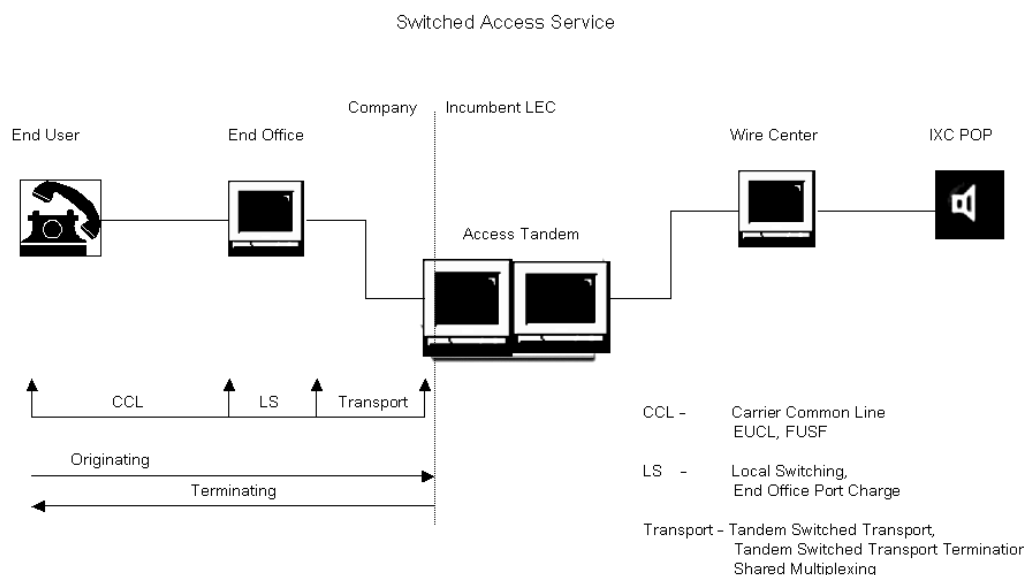 Switched Access Service
Company
Incumbent LEC
End User
End Office
Wire Center
IXC POP
Access Tandem
CCL
LS
Transport
Originating
Terminating
CCL - Carrier Common Line
EUCL, FUSF
LS - Local Switching,
End Office Port Charge
Transport - Tandem Switched Transport,
Tandem Switched Transport Termination
Shared Multiplexing